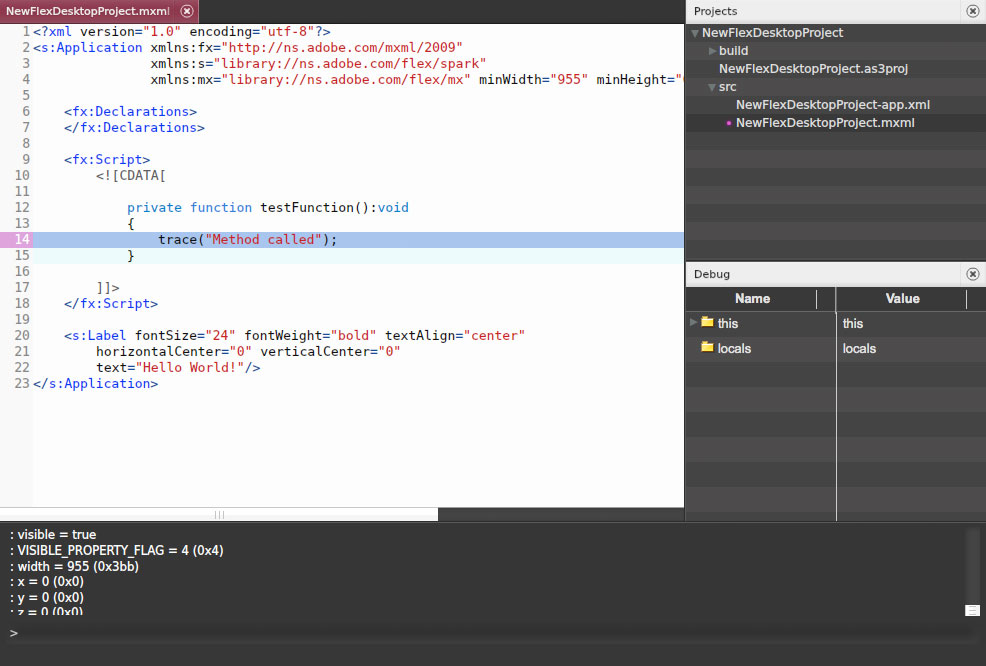 NewFlexDesktopProject.mxml
1 <?xml version="1.0" encoding="utf-8"?>
2 <s:Application xmlns:fx="http://ns.adobe.com/mxml/2009"
3 xmlns:s="library://ns.adobe.com/flex/spark"
4 xmlns:mx="library://ns.adobe.com/flex/mx" minWidth="955" minHeight="
5
6 <fx:Declarations>
7 </fx:Declarations>
8
9 <fx:Script>
10 <![CDATA[
11
12 private function testFunction():void
13 {
14 trace("Method called");
15 }
16
17 ]]>
18 </fx:Script>
19
20 <s:Label fontSize="24" fontWeight="bold" textAlign="center"
21 horizontalCenter="0" verticalCenter="0"
22 text="Hello World!"/>
23 </s:Application>
Projects
NewFlexDesktopProject
build
NewFlexDesktopProject.as3proj
src
NewFlexDesktopProject-app.xml
NewFlexDesktopProject.mxml
Debug
Name Value
this this
locals locals
: visible = true
: VISIBLE_PROPERTY_FLAG = 4 (0x4)
: width = 955 (0x3bb)
: x = 0 (0x0)
: y = 0 (0x0)
: z = 0 (0x0)
>